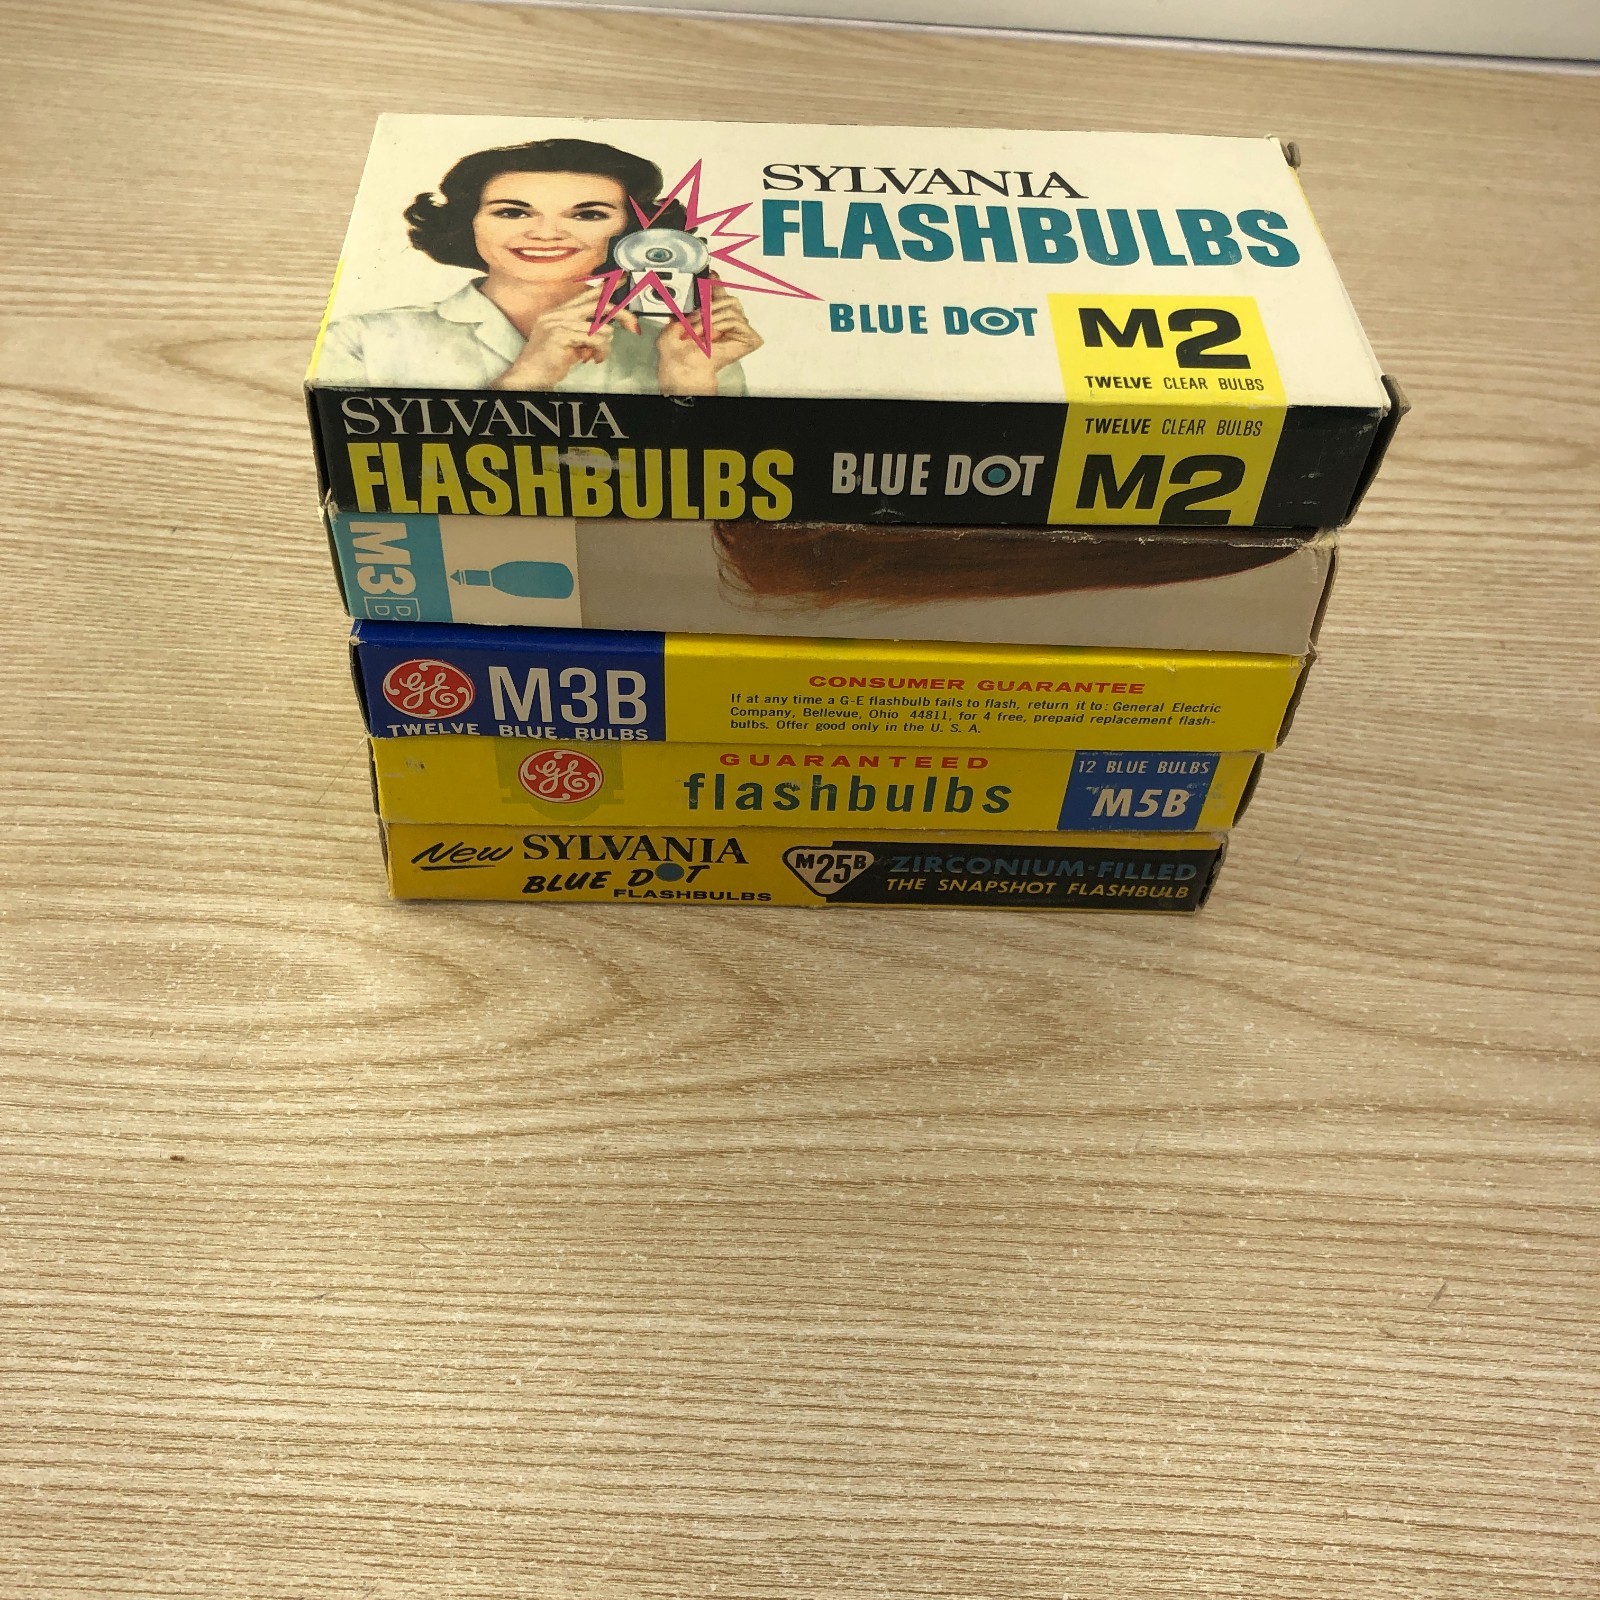 SYLVANIA
FLASHBULBS
BLUE DOT
M2
TWELVE CLEAR BULBS
SYLVANIA
FLASHBULBS
BLUE DOT
TWELVE CLEAR BULBS
M2
M3B
GE
M3B
TWELVE BLUE BULBS
CONSUMER GUARANTEE
If at any time a G-E flashbulb fails to flash, return it to: General Electric
Company, Bellevue, Ohio 44811, for 4 free, prepaid replacement flash-
bulbs. Offer good only in the U. S. A.
GE
GUARANTEED
flashbulbs
12 BLUE BULBS
M5B
New SYLVANIA
BLUE DOT
FLASHBULBS
M25B
ZIRCONIUM-FILLED
THE SNAPSHOT FLASHBULB